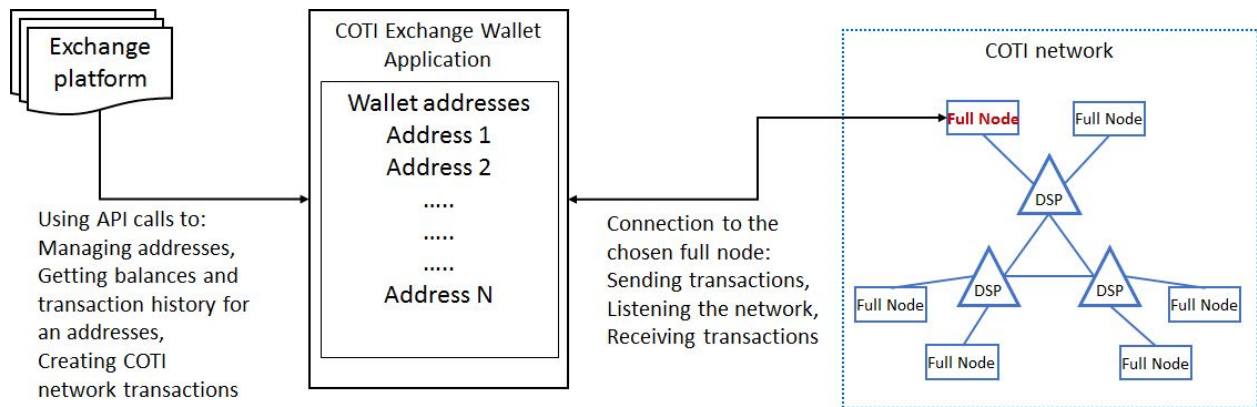 Exchange
platform
Using API calls to:
Managing addresses,
Getting balances and
transaction history for
an addresses,
Creating COTI
network transactions
COTI Exchange Wallet
Application
Wallet addresses
Address 1
Address 2
.....
.....
.....
Address N
Connection to the
chosen full node:
Sending transactions,
Listening the network,
Receiving transactions
COTI network
Full Node
Full Node
DSP
DSP
DSP
Full Node
Full Node
Full Node
Full Node